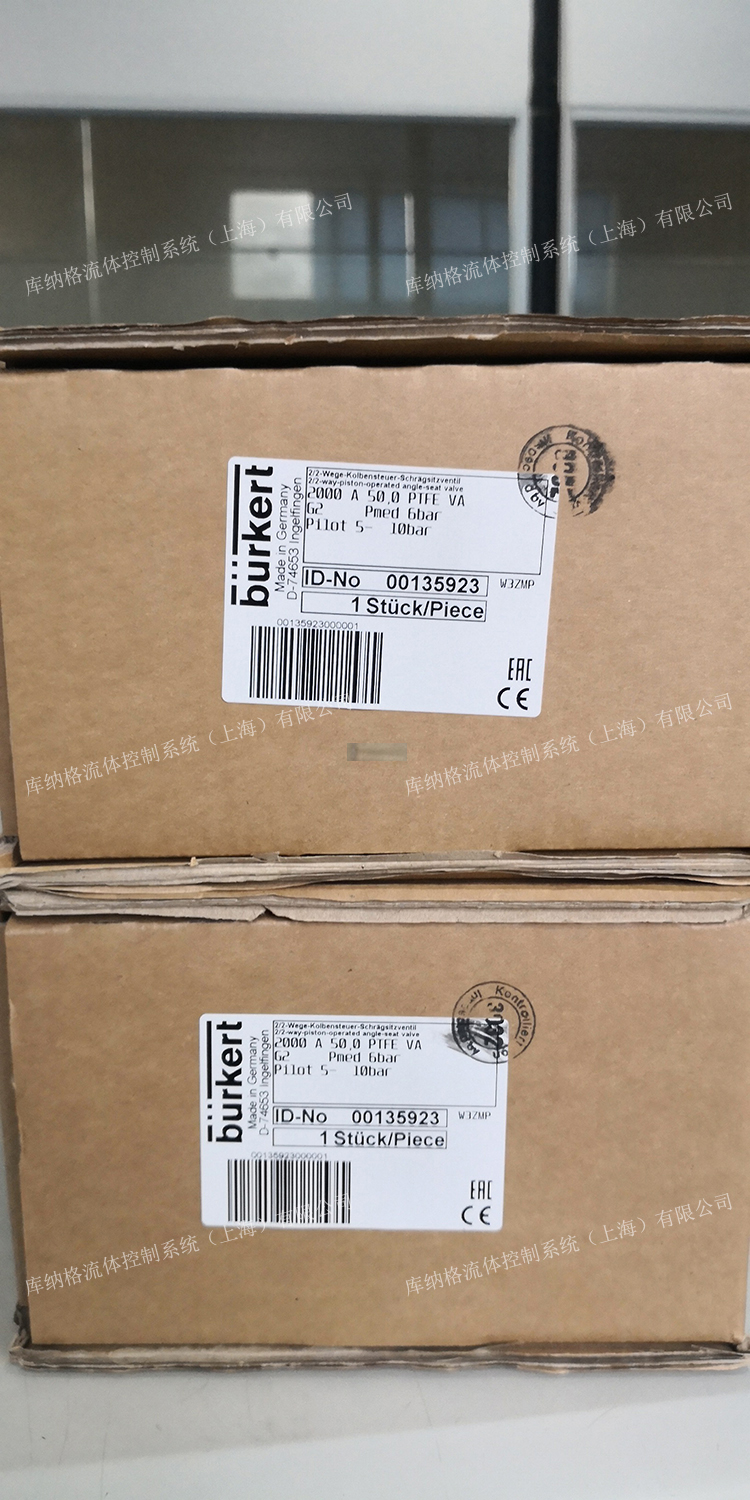 库纳格流体控制系统（上海）有限公司
库纳格流体控制系统（上海）有限公司
bürkert
Made in Germany
D-74653 Ingelfingen
2/2-Wege-Kolbensteuer-Schrägsitzventil
2/2-way-piston-operated angle-seat valve
2000 A 50,0 PTFE VA
G2 Pmed 6bar
Pilot 5- 10bar
ID-No 00135923 W3ZMP
1 Stück/Piece
00135923000001
EAC
CE
库纳格流体控制系统（上海）有限公司
库纳格流体控制系统（上海）有限公司
Kontrolliert
bürkert
Made in Germany
D-74653 Ingelfingen
2/2-Wege-Kolbensteuer-Schrägsitzventil
2/2-way-piston-operated angle-seat valve
2000 A 50,0 PTFE VA
G2 Pmed 6bar
Pilot 5- 10bar
ID-No 00135923 W3ZMP
1 Stück/Piece
00135923000001
EAC
CE
库纳格流体控制系统（上海）有限公司
库纳格流体控制系统（上海）有限公司